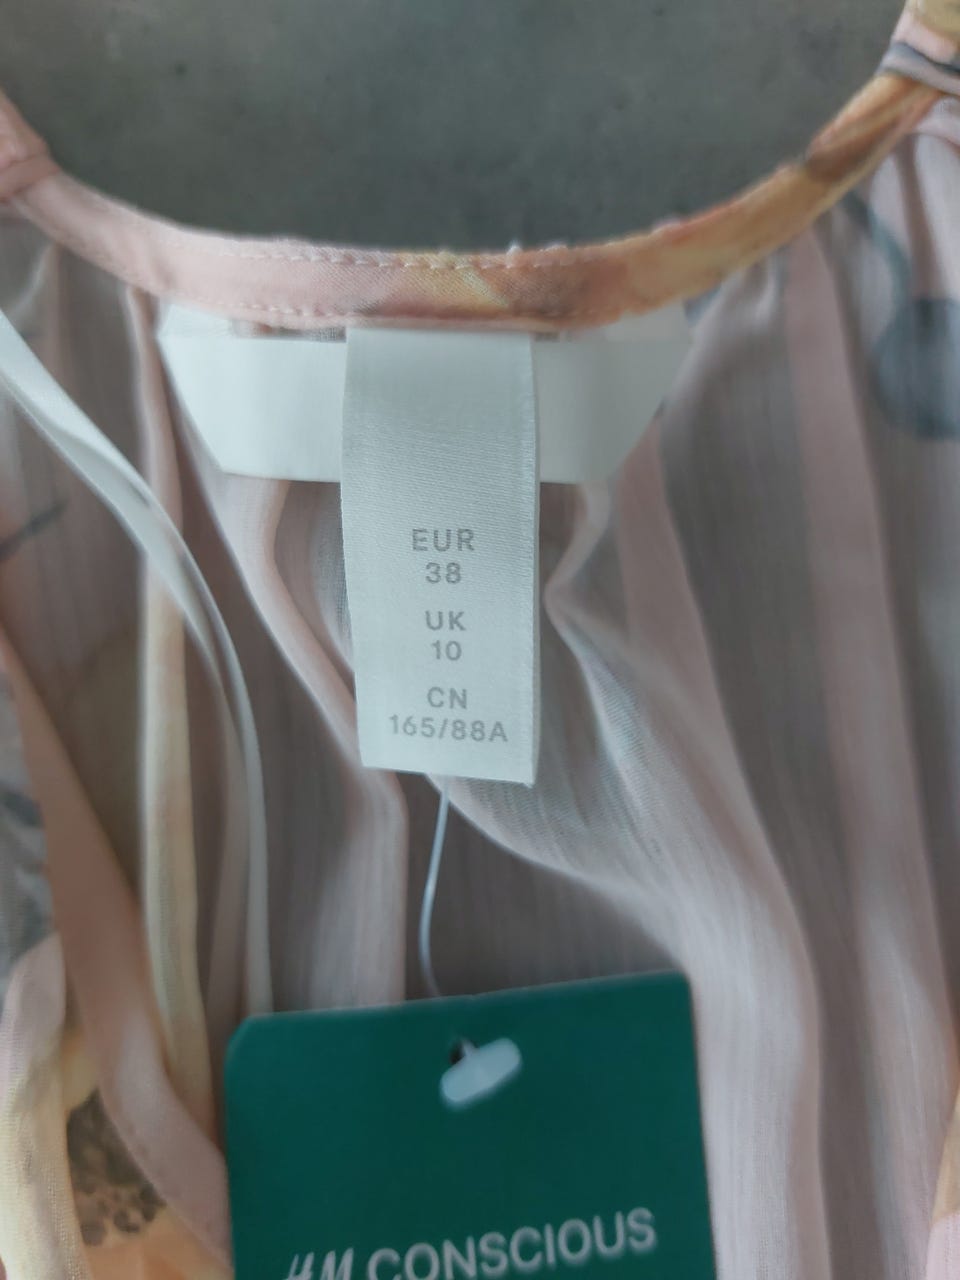 EUR
38
UK
10
CN
165/88A
H&M CONSCIOUS